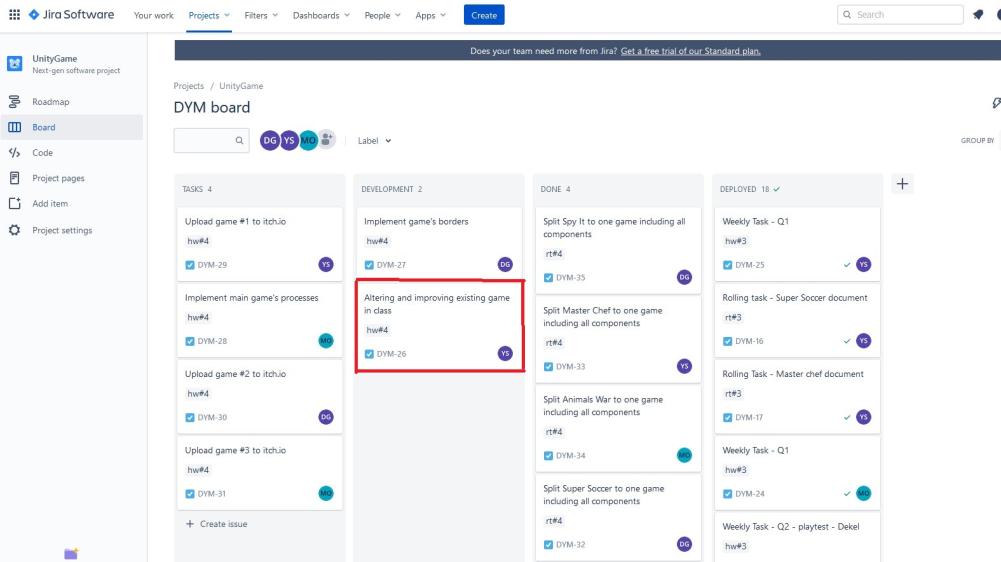 Jira Software
Your work
Projects
Filters
Dashboards
People
Apps
Create
Search
UnityGame
Next-gen software project
Roadmap
Board
Code
Project pages
Add item
Project settings
Does your team need more from Jira? Get a free trial of our Standard plan.
Projects / UnityGame
DYM board
DG YS MO
Label
GROUP BY
TASKS 4
Upload game #1 to itch.io
hw#4
DYM-29
YS
Implement main game's processes
hw#4
DYM-28
MO
Upload game #2 to itch.io
hw#4
DYM-30
DG
Upload game #3 to itch.io
hw#4
DYM-31
MO
+ Create issue
DEVELOPMENT 2
Implement game's borders
hw#4
DYM-27
DG
Altering and improving existing game
in class
hw#4
DYM-26
YS
DONE 4
Split Spy It to one game including all
components
rt#4
DYM-35
DG
Split Master Chef to one game
including all components
rt#4
DYM-33
YS
Split Animals War to one game
including all components
rt#4
DYM-34
MO
Split Super Soccer to one game
including all components
rt#4
DYM-32
DG
DEPLOYED 18
Weekly Task - Q1
hw#3
DYM-25
YS
Rolling task - Super Soccer document
rt#3
DYM-16
YS
Rolling Task - Master chef document
rt#3
DYM-17
YS
Weekly Task - Q1
hw#3
DYM-24
MO
Weekly Task - Q2 - playtest - Dekel
hw#3